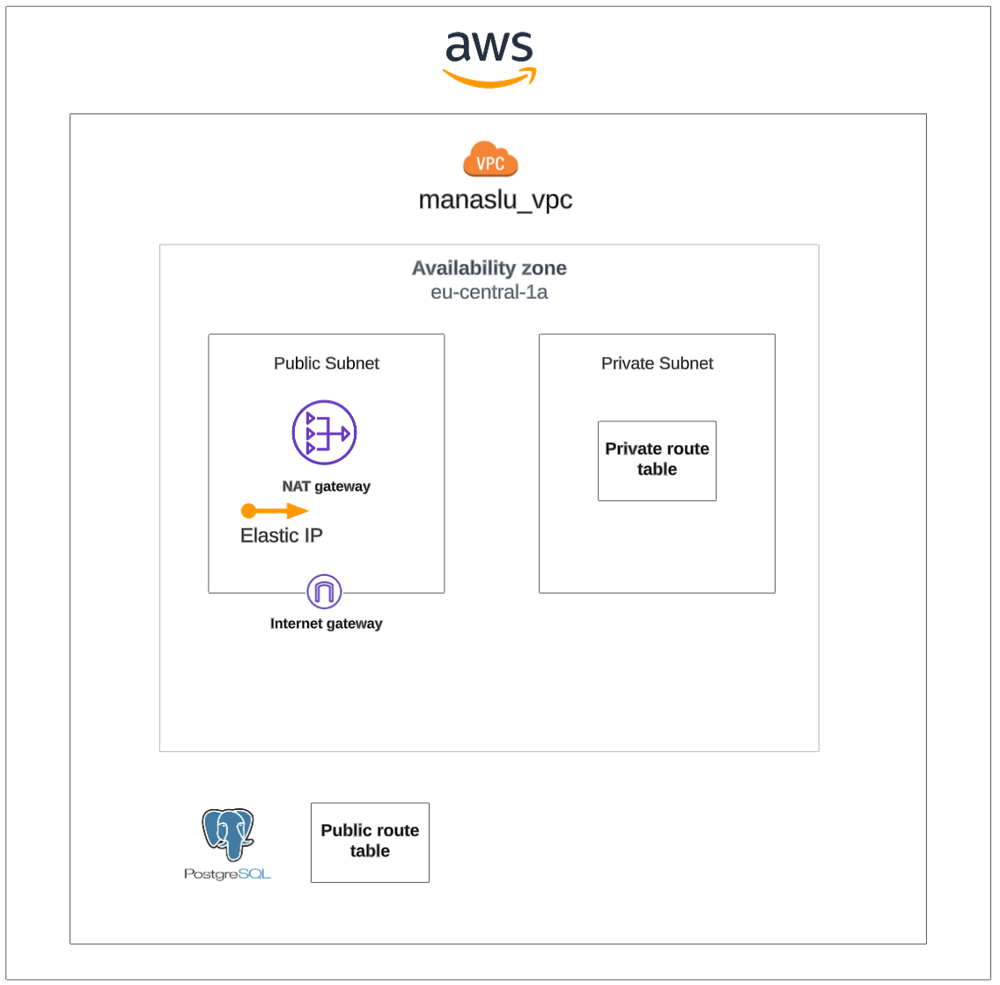 aws
VPC
manaslu_vpc
Availability zone
eu-central-1a
Public Subnet
NAT gateway
Elastic IP
Internet gateway
Private Subnet
Private route
table
PostgreSQL
Public route
table